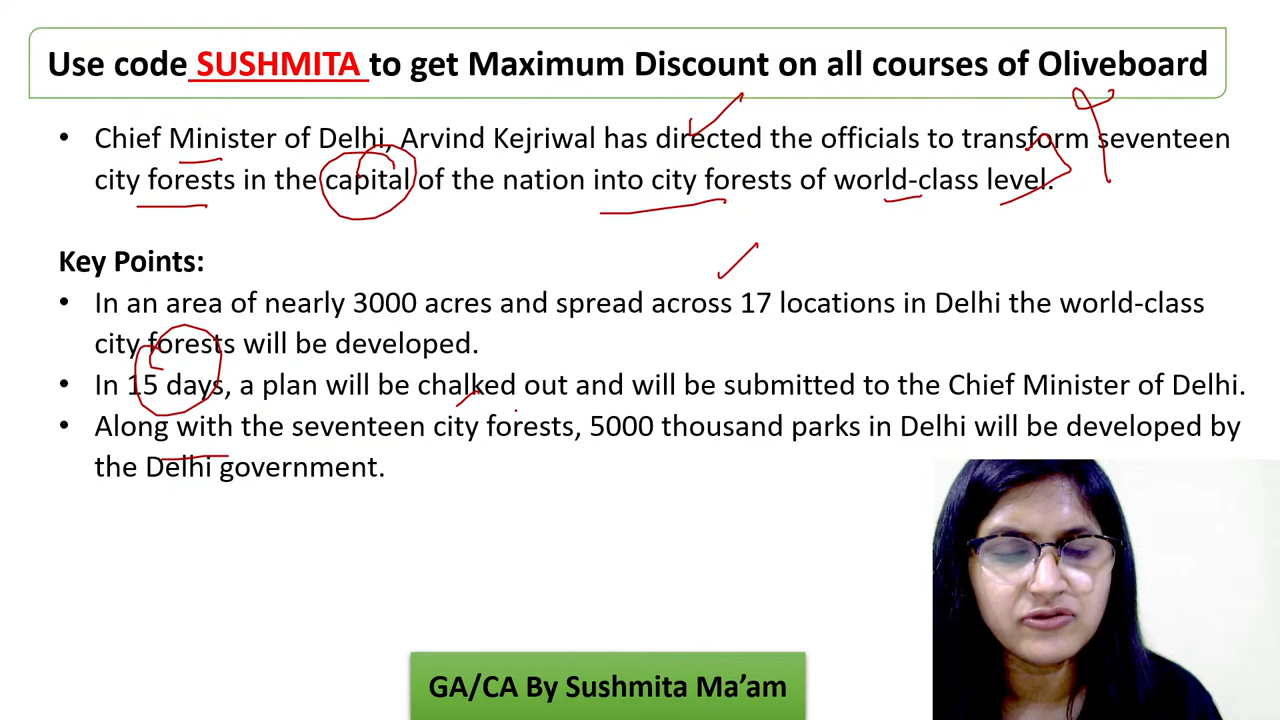 Use code SUSHMITA to get Maximum Discount on all courses of Oliveboard
• Chief Minister of Delhi, Arvind Kejriwal has directed the officials to transform seventeen
city forests in the capital of the nation into city forests of world-class level.
Key Points:
• In an area of nearly 3000 acres and spread across 17 locations in Delhi the world-class
city forests will be developed.
• In 15 days, a plan will be chalked out and will be submitted to the Chief Minister of Delhi.
• Along with the seventeen city forests, 5000 thousand parks in Delhi will be developed by
the Delhi government.
GA/CA By Sushmita Ma’am